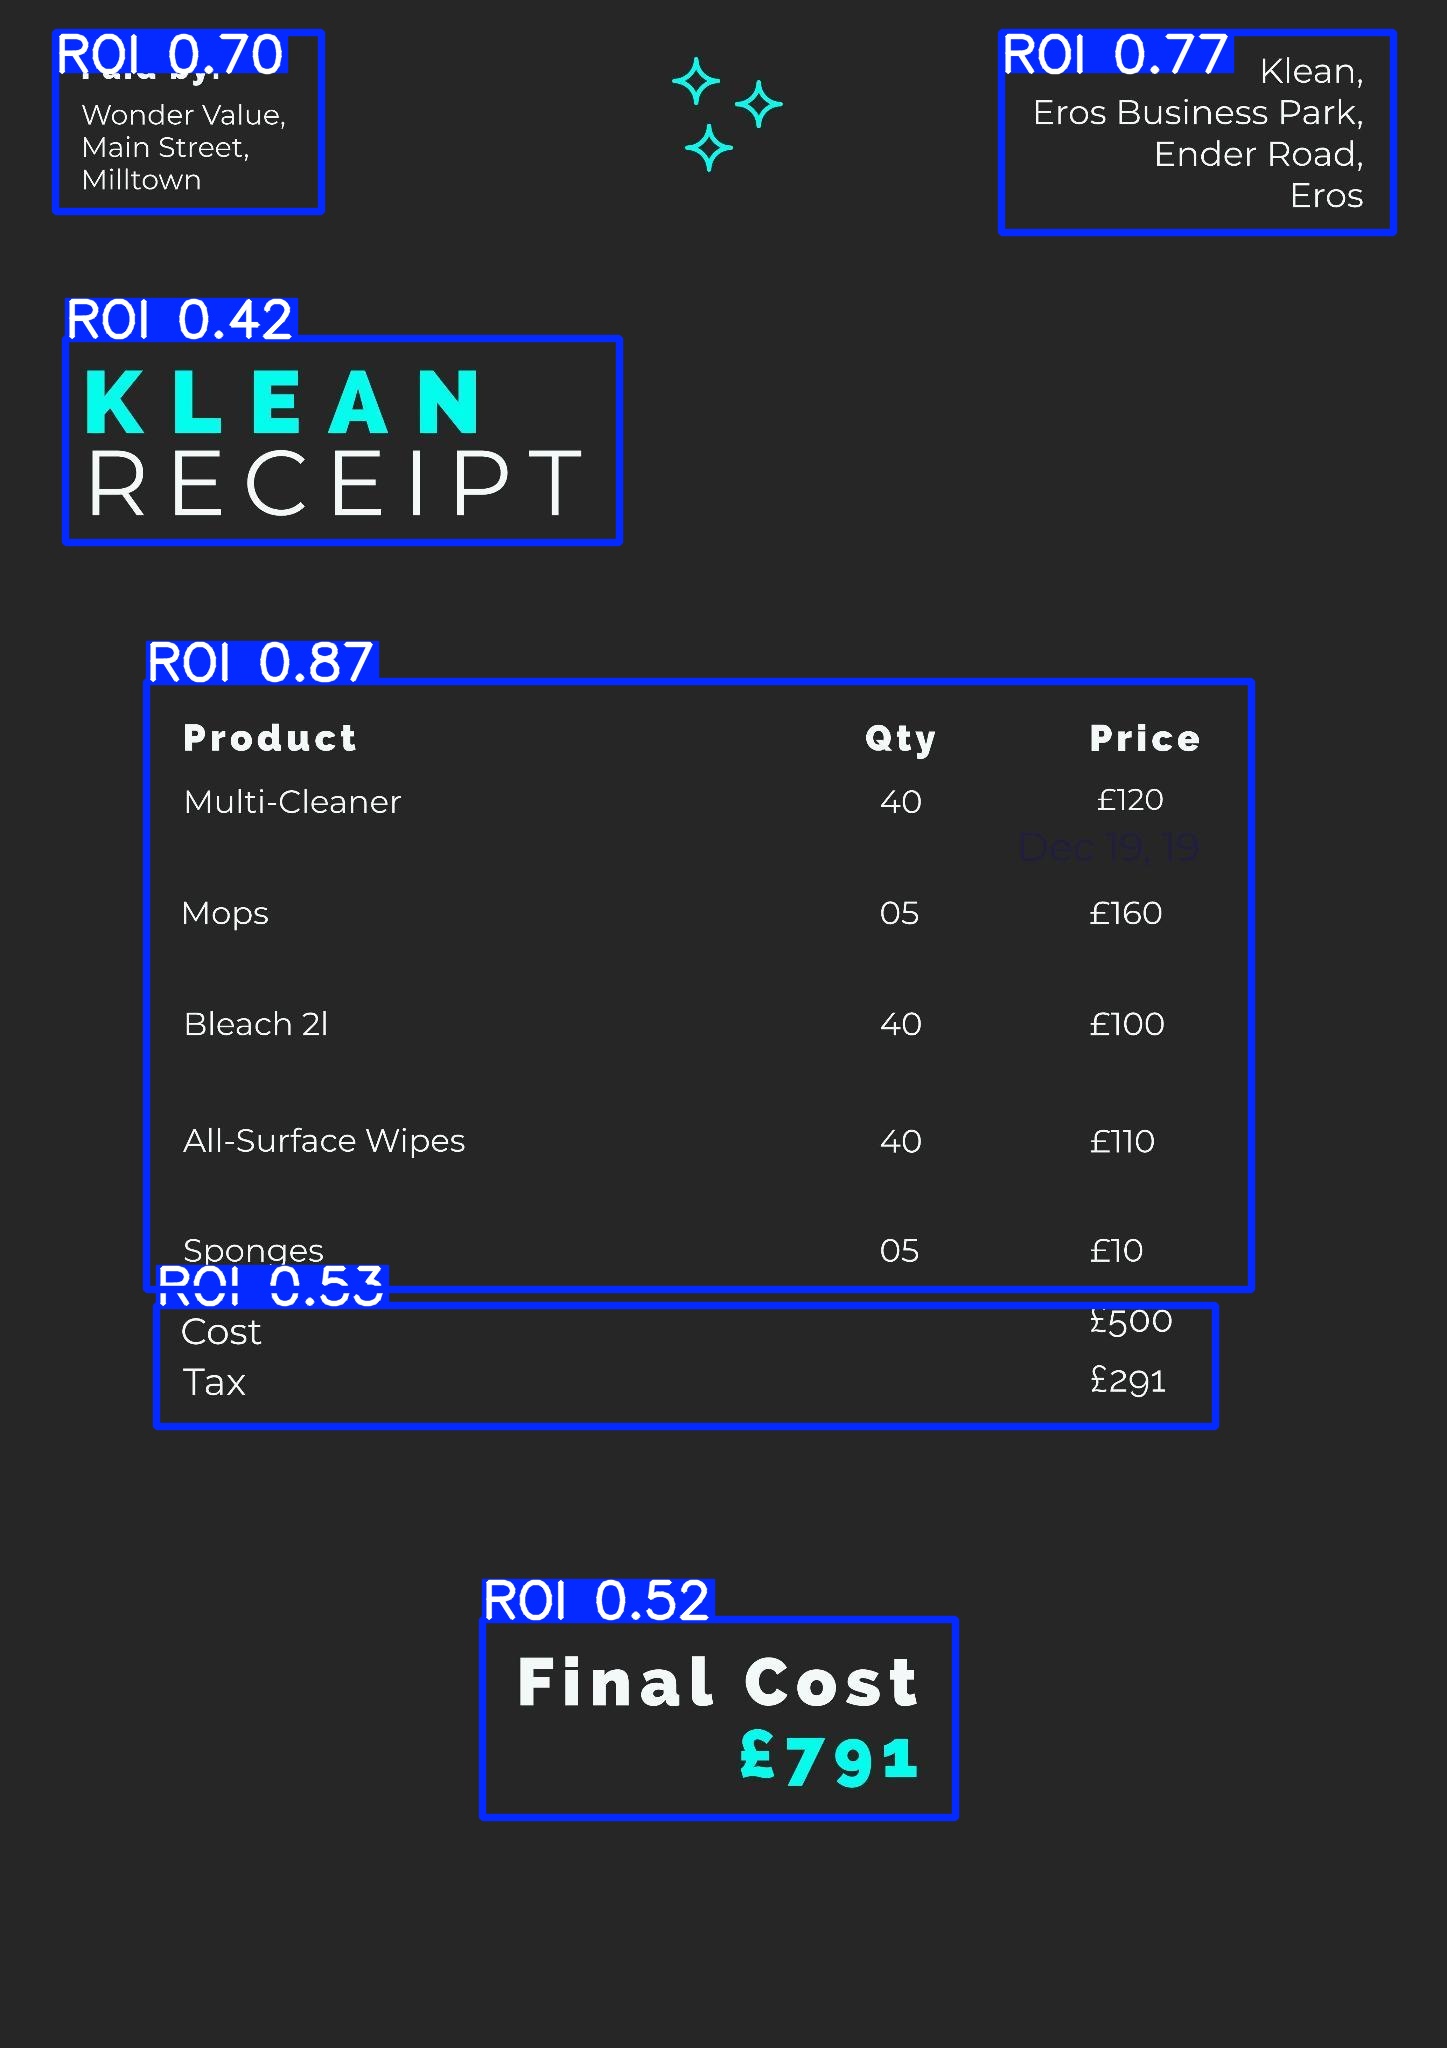 ROI 0.70
Paid by:
Wonder Value,
Main Street,
Milltown
ROI 0.77
Klean,
Eros Business Park,
Ender Road,
Eros
ROI 0.42
KLEAN
RECEIPT
ROI 0.87
Product Qty Price
Multi-Cleaner 40 £120
Dec 19, 19
Mops 05 £160
Bleach 2l 40 £100
All-Surface Wipes 40 £110
Sponges 05 £10
ROI 0.53
Cost £500
Tax £291
ROI 0.52
Final Cost
£791